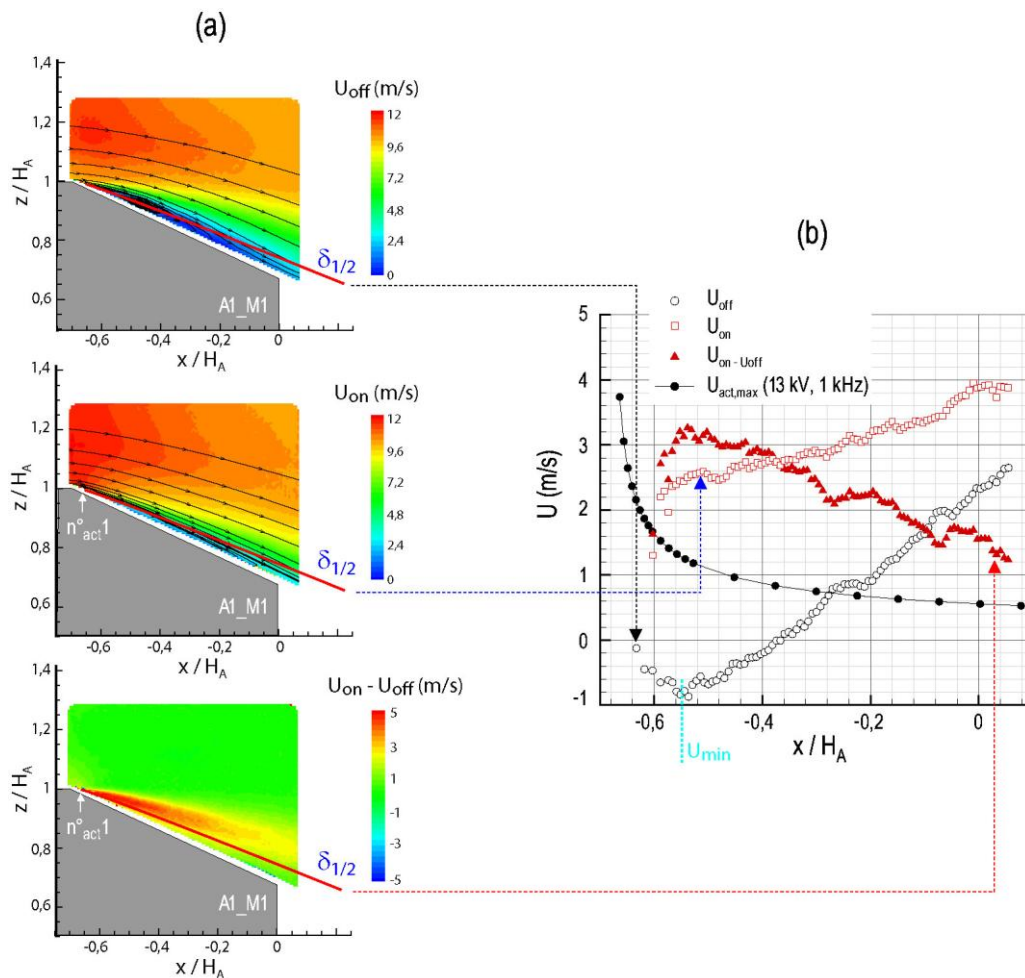 (a)
1,4
1,2
1
0,8
0,6
z / H_A
-0,6 -0,4 -0,2 0
x / H_A
A1_M1
U_off (m/s)
12
9,6
7,2
4,8
2,4
0
δ_1/2
1,4
1,2
1
0,8
0,6
z / H_A
n°_act 1
-0,6 -0,4 -0,2 0
x / H_A
A1_M1
U_on (m/s)
12
9,6
7,2
4,8
2,4
0
δ_1/2
1,4
1,2
1
0,8
0,6
z / H_A
n°_act 1
-0,6 -0,4 -0,2 0
x / H_A
A1_M1
U_on - U_off (m/s)
5
3
1
-1
-3
-5
δ_1/2
(b)
U_off
U_on
U_on - Uoff
U_act,max (13 kV, 1 kHz)
5
4
3
2
1
0
-1
U (m/s)
-0,6 -0,4 -0,2 0
x / H_A
U_min